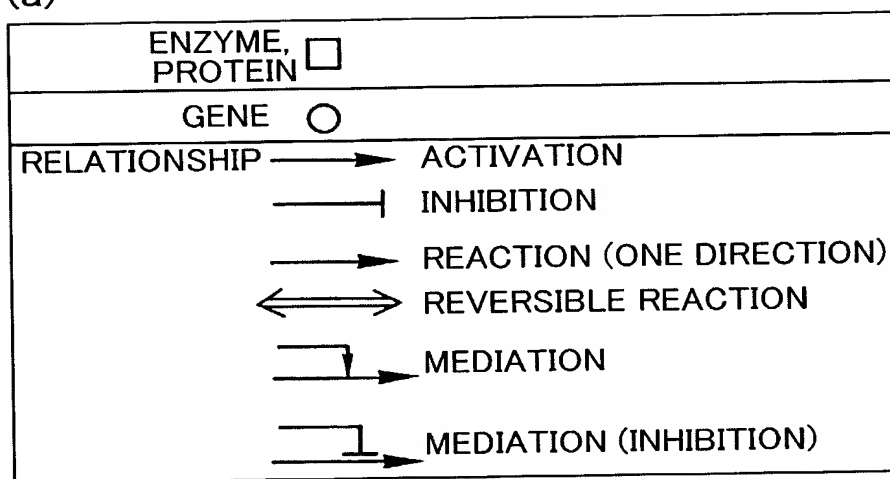 (a)
ENZYME,
PROTEIN
GENE
RELATIONSHIP
ACTIVATION
INHIBITION
REACTION (ONE DIRECTION)
REVERSIBLE REACTION
MEDIATION
MEDIATION (INHIBITION)